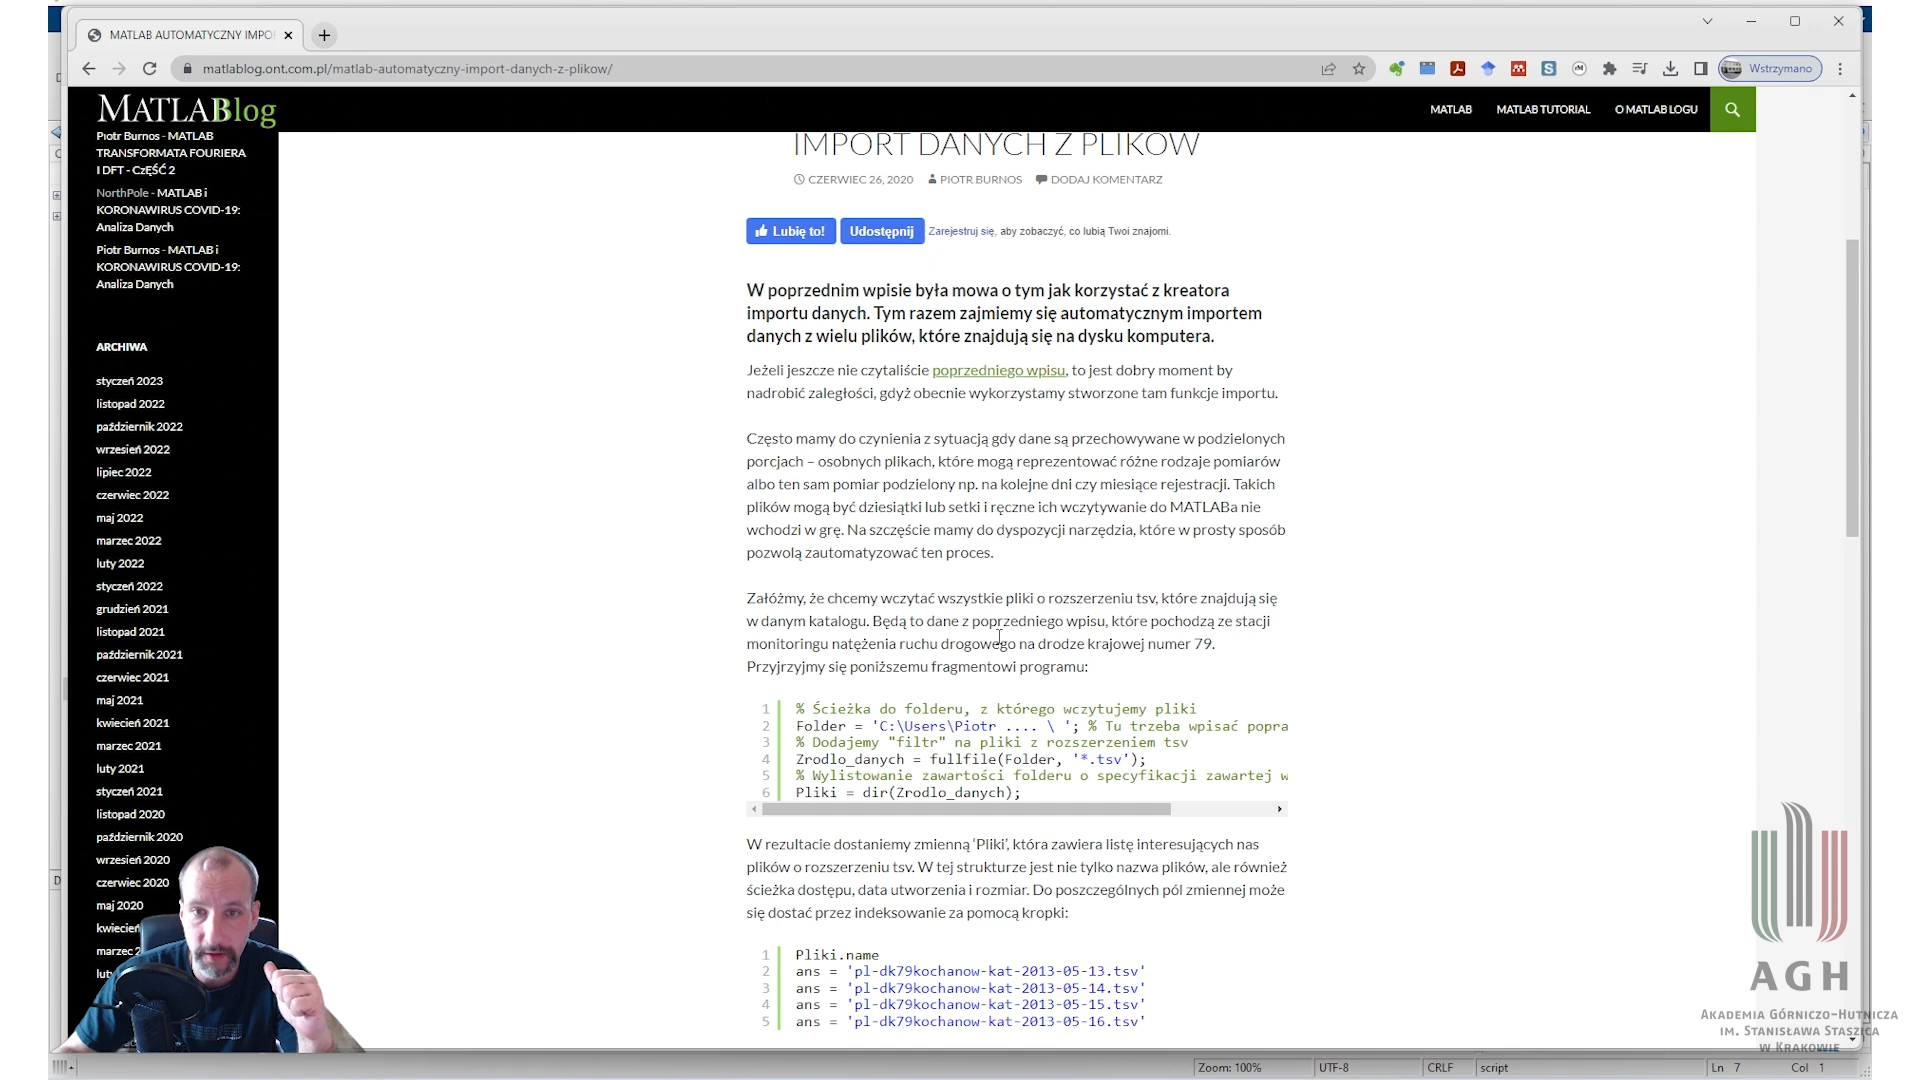 MATLAB AUTOMATYCZNY IMPO
matlablog.ont.com.pl/matlab-automatyczny-import-danych-z-plikow/
Wstrzymano
MATLABBlog
MATLAB
MATLAB TUTORIAL
O MATLAB LOGU
Piotr Burnos - MATLAB
TRANSFORMATA FOURIERA
I DFT - CzĘŚĆ 2
NorthPole - MATLAB i
KORONAWIRUS COVID-19:
Analiza Danych
Piotr Burnos - MATLAB i
KORONAWIRUS COVID-19:
Analiza Danych
ARCHIWA
styczeń 2023
listopad 2022
październik 2022
wrzesień 2022
lipiec 2022
czerwiec 2022
maj 2022
marzec 2022
luty 2022
styczeń 2022
grudzień 2021
listopad 2021
październik 2021
czerwiec 2021
maj 2021
kwiecień 2021
marzec 2021
luty 2021
styczeń 2021
listopad 2020
październik 2020
wrzesień 2020
czerwiec 2020
maj 2020
kwiecień
marzec 2
IMPORT DANYCH Z PLIKÓW
CZERWIEC 26, 2020 PIOTR BURNOS DODAJ KOMENTARZ
Lubię to! Udostępnij Zarejestruj się, aby zobaczyć, co lubią Twoi znajomi.
W poprzednim wpisie była mowa o tym jak korzystać z kreatora
importu danych. Tym razem zajmiemy się automatycznym importem
danych z wielu plików, które znajdują się na dysku komputera.
Jeżeli jeszcze nie czytaliście poprzedniego wpisu, to jest dobry moment by
nadrobić zaległości, gdyż obecnie wykorzystamy stworzone tam funkcje importu.
Często mamy do czynienia z sytuacją gdy dane są przechowywane w podzielonych
porcjach – osobnych plikach, które mogą reprezentować różne rodzaje pomiarów
albo ten sam pomiar podzielony np. na kolejne dni czy miesiące rejestracji. Takich
plików mogą być dziesiątki lub setki i ręczne ich wczytywanie do MATLABa nie
wchodzi w grę. Na szczęście mamy do dyspozycji narzędzia, które w prosty sposób
pozwolą zautomatyzować ten proces.
Załóżmy, że chcemy wczytać wszystkie pliki o rozszerzeniu tsv, które znajdują się
w danym katalogu. Będą to dane z poprzedniego wpisu, które pochodzą ze stacji
monitoringu natężenia ruchu drogowego na drodze krajowej numer 79.
Przyjrzyjmy się poniższemu fragmentowi programu:
1 % Ścieżka do folderu, z którego wczytujemy pliki
2 Folder = 'C:\Users\Piotr .... \ '; % Tu trzeba wpisać popra
3 % Dodajemy "filtr" na pliki z rozszerzeniem tsv
4 Zrodlo_danych = fullfile(Folder, '*.tsv');
5 % Wylistowanie zawartości folderu o specyfikacji zawartej w
6 Pliki = dir(Zrodlo_danych);
W rezultacie dostaniemy zmienną 'Pliki', która zawiera listę interesujących nas
plików o rozszerzeniu tsv. W tej strukturze jest nie tylko nazwa plików, ale również
ścieżka dostępu, data utworzenia i rozmiar. Do poszczególnych pól zmiennej może
się dostać przez indeksowanie za pomocą kropki:
1 Pliki.name
2 ans = 'pl-dk79kochanow-kat-2013-05-13.tsv'
3 ans = 'pl-dk79kochanow-kat-2013-05-14.tsv'
4 ans = 'pl-dk79kochanow-kat-2013-05-15.tsv'
5 ans = 'pl-dk79kochanow-kat-2013-05-16.tsv'
AGH
AKADEMIA GÓRNICZO-HUTNICZA
IM. STANISŁAWA STASZICA
W KRAKOWIE
Zoom: 100% UTF-8 CRLF script Ln 7 Col 1